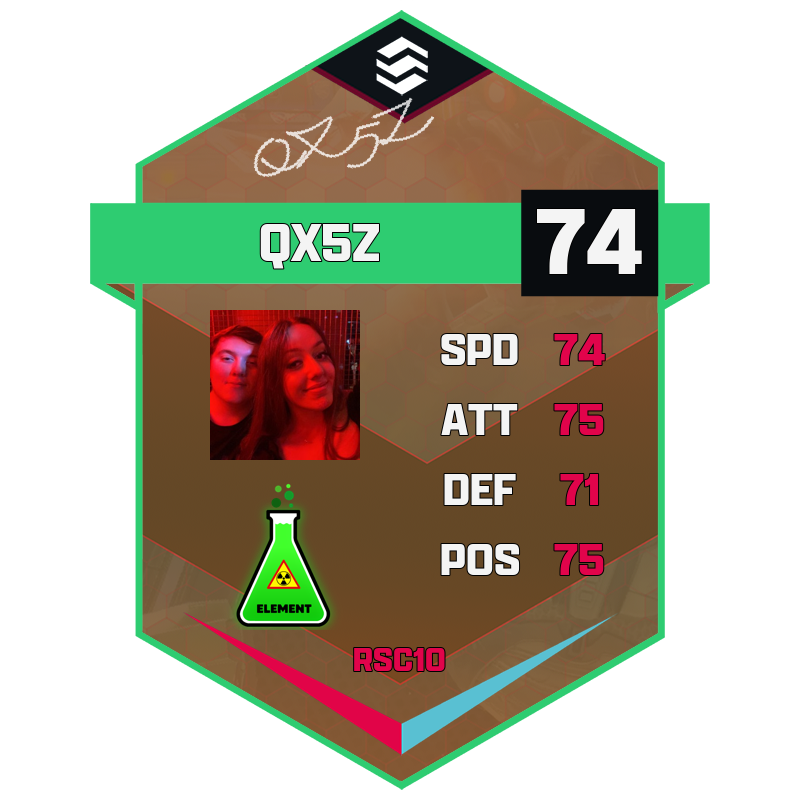 QX5Z
QX5Z 74
SPD 74
ATT 75
DEF 71
POS 75
ELEMENT
RSC10